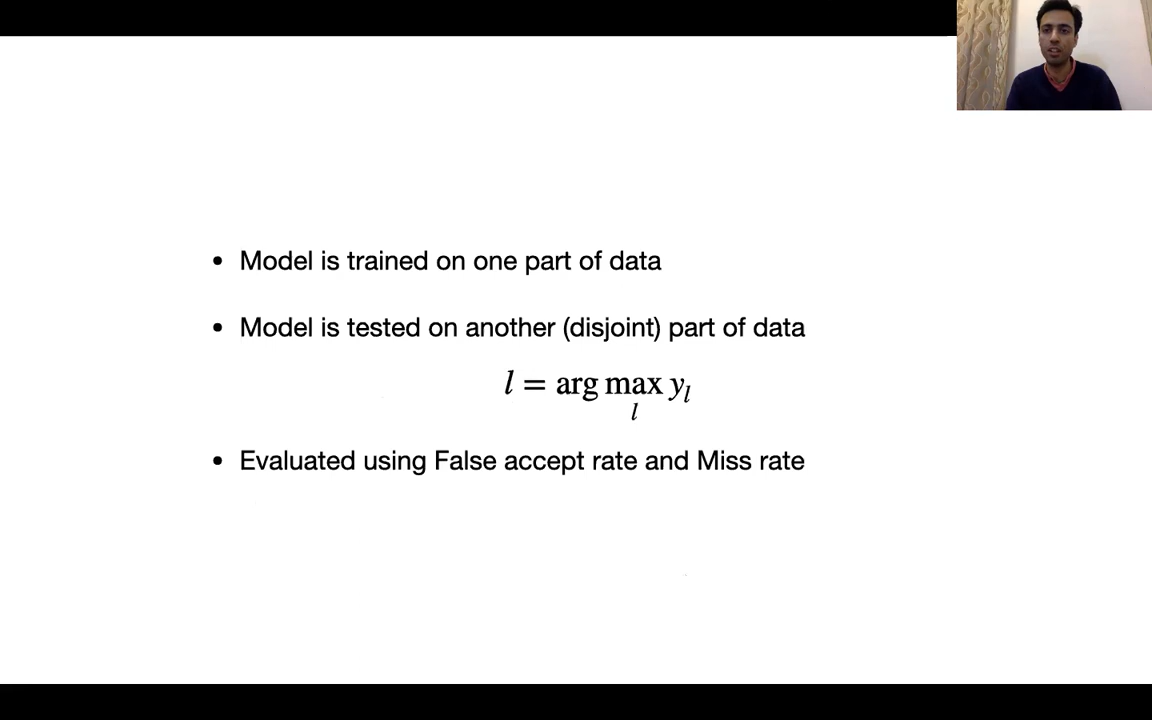 • Model is trained on one part of data
• Model is tested on another (disjoint) part of data
l = arg max y_l
l
• Evaluated using False accept rate and Miss rate